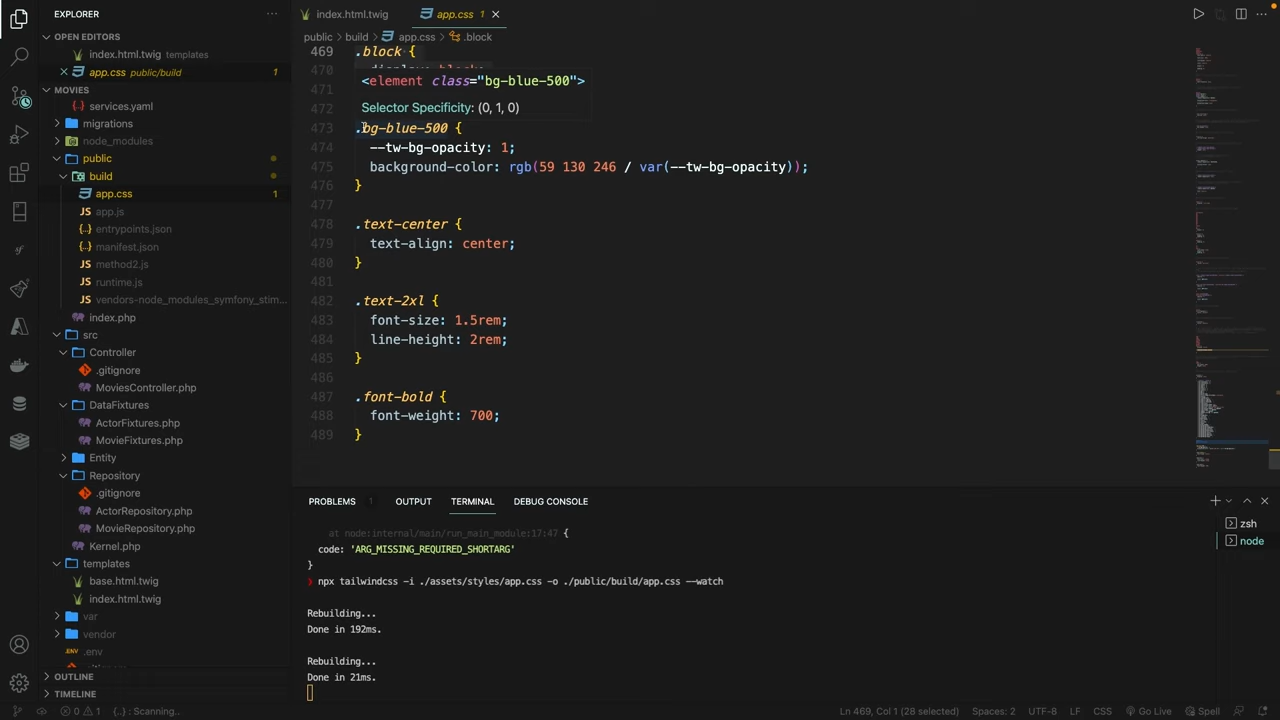 EXPLORER
OPEN EDITORS
index.html.twig templates
app.css public/build 1
MOVIES
services.yaml
migrations
node_modules
public
build
app.css 1
app.js
entrypoints.json
manifest.json
method2.js
runtime.js
vendors-node_modules_symfony_stim...
index.php
src
Controller
.gitignore
MoviesController.php
DataFixtures
ActorFixtures.php
MovieFixtures.php
Entity
Repository
.gitignore
ActorRepository.php
MovieRepository.php
Kernel.php
templates
base.html.twig
index.html.twig
var
vendor
.env
OUTLINE
TIMELINE
index.html.twig
app.css 1
public > build > app.css > .block
469 .block {
470
471
472
<element class="bg-blue-500">
Selector Specificity: (0, 1, 0)
473 .bg-blue-500 {
474 --tw-bg-opacity: 1;
475 background-color: rgb(59 130 246 / var(--tw-bg-opacity));
476 }
477
478 .text-center {
479 text-align: center;
480 }
481
482 .text-2xl {
483 font-size: 1.5rem;
484 line-height: 2rem;
485 }
486
487 .font-bold {
488 font-weight: 700;
489 }
PROBLEMS 1 OUTPUT TERMINAL DEBUG CONSOLE
at node:internal/main/run_main_module:17:47 {
code: 'ARG_MISSING_REQUIRED_SHORTARG'
}
npx tailwindcss -i ./assets/styles/app.css -o ./public/build/app.css --watch
Rebuilding...
Done in 192ms.
Rebuilding...
Done in 21ms.
zsh
node
0 1 {..} : Scanning... Ln 469, Col 1 (28 selected) Spaces: 2 UTF-8 LF CSS Go Live Spell